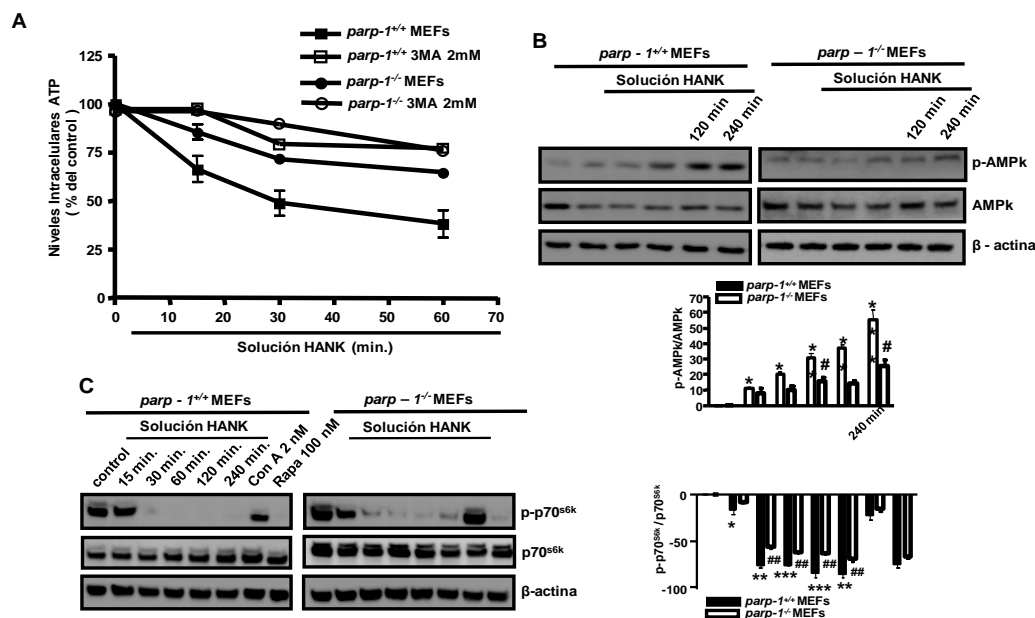 A
parp-1+/+ MEFs
parp-1+/+ 3MA 2mM
parp-1-/- MEFs
parp-1-/- 3MA 2mM
Niveles Intracelulares ATP
( % del control )
125
100
75
50
25
0
0 10 20 30 40 50 60 70
Solución HANK (min.)
B
parp - 1+/+ MEFs
parp – 1-/- MEFs
Solución HANK
Solución HANK
120 min
240 min
120 min
240 min
p-AMPk
AMPk
β - actina
parp-1+/+ MEFs
parp-1-/- MEFs
p-AMPk/AMPk
70
60
50
40
30
20
10
0
* * * * * * * * *
# #
240 min
C
parp - 1+/+ MEFs
parp – 1-/- MEFs
Solución HANK
Solución HANK
control
15 min.
30 min.
60 min.
120 min.
240 min.
Con A 2 nM
Rapa 100 nM
p-p70s6k
p70s6k
β-actina
p-p70S6k/p70S6k
0
-50
-100
* ** *** *** **
## ## ## ##
parp-1+/+ MEFs
parp-1-/- MEFs